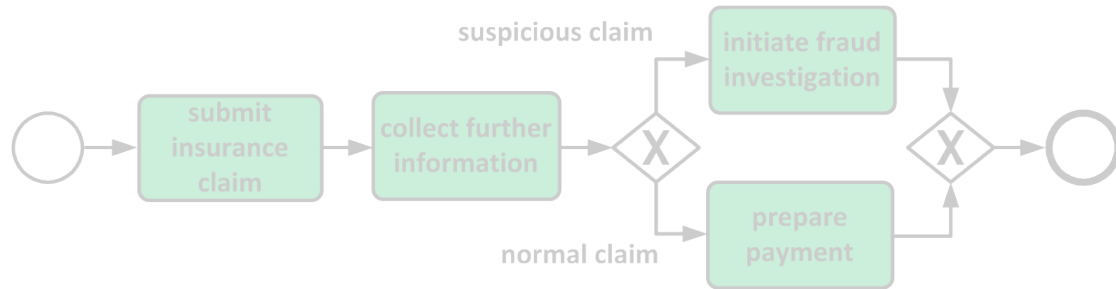 submit
insurance
claim
collect further
information
suspicious claim
X
normal claim
initiate fraud
investigation
prepare
payment
X